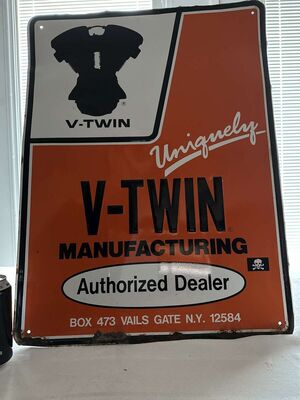 V-TWIN
Uniquely
V-TWIN
MANUFACTURING
Authorized Dealer
BOX 473 VAILS GATE N.Y. 12584